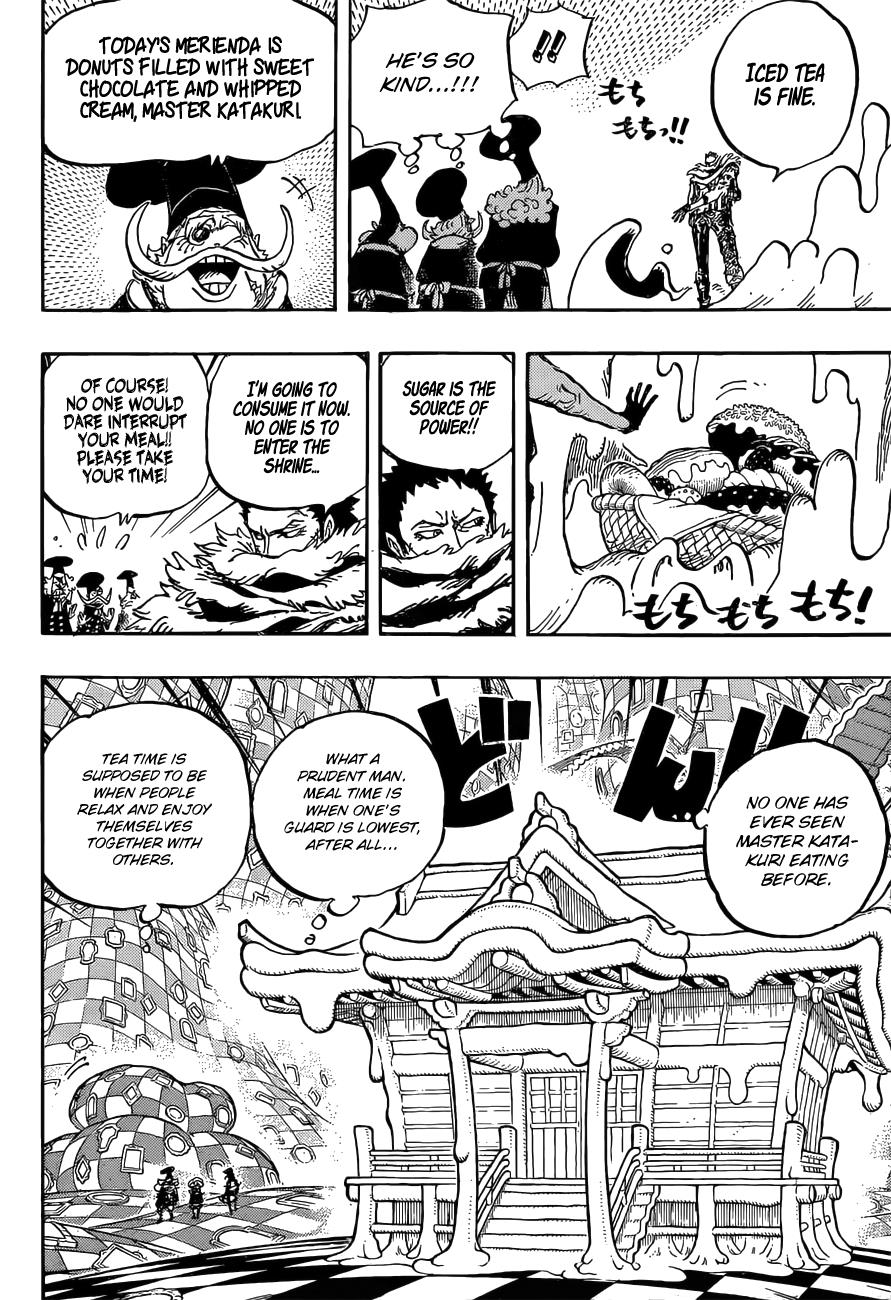 ICED TEA
IS FINE.
!!
もち
もちっ!!
HE'S SO
KIND...!!!
TODAY'S MERIENDA IS
DONUTS FILLED WITH SWEET
CHOCOLATE AND WHIPPED
CREAM, MASTER KATAKURI.
もち もち もち!
SUGAR IS THE
SOURCE OF
POWER!!
I'M GOING TO
CONSUME IT NOW.
NO ONE IS TO
ENTER THE
SHRINE...
OF COURSE!
NO ONE WOULD
DARE INTERRUPT
YOUR MEAL!!
PLEASE TAKE
YOUR TIME!
どん!!
NO ONE HAS
EVER SEEN
MASTER KATA-
KURI EATING
BEFORE.
WHAT A
PRUDENT MAN.
MEAL TIME IS
WHEN ONE'S
GUARD IS LOWEST,
AFTER ALL...
TEA TIME IS
SUPPOSED TO BE
WHEN PEOPLE
RELAX AND ENJOY
THEMSELVES
TOGETHER WITH
OTHERS.